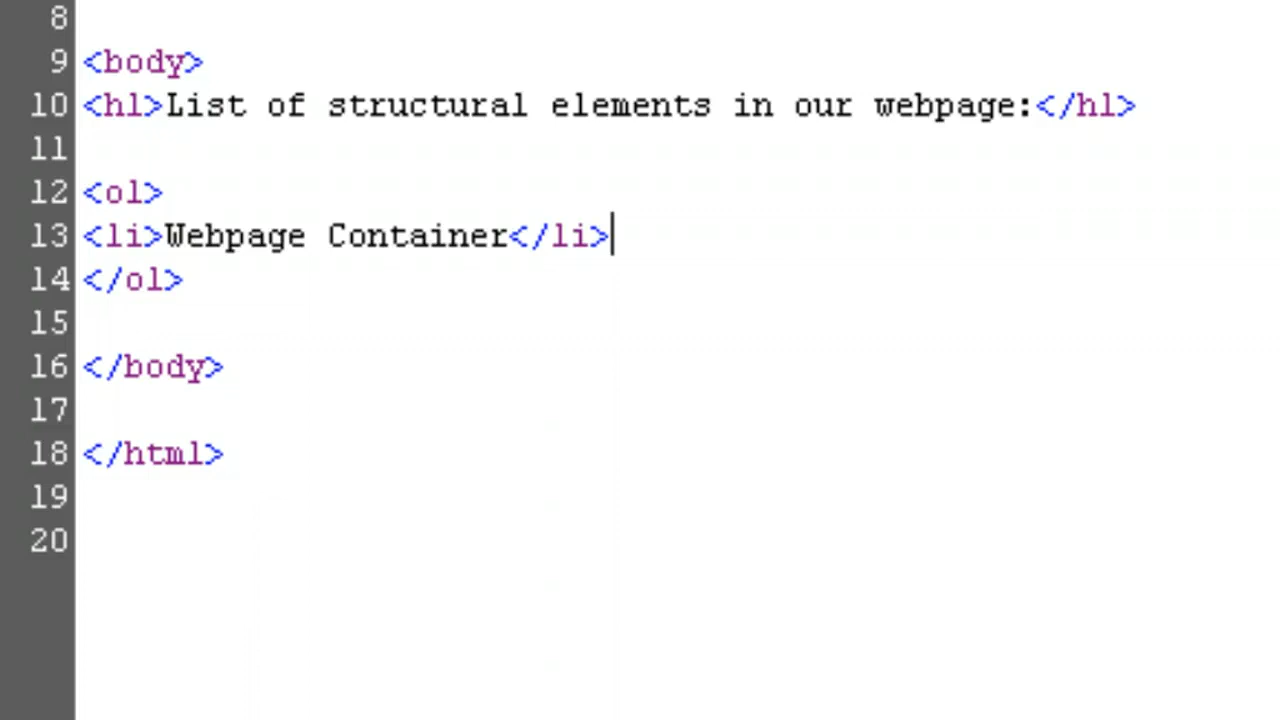 8
9 <body>
10 <h1>List of structural elements in our webpage:</h1>
11
12 <ol>
13 <li>Webpage Container</li>
14 </ol>
15
16 </body>
17
18 </html>
19
20